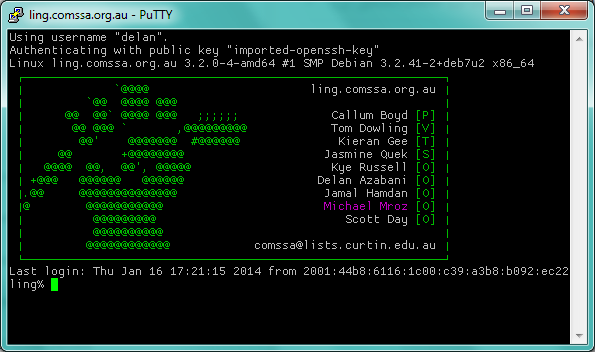 ling.comssa.org.au - PuTTY
Using username "delan".
Authenticating with public key "imported-openssh-key"
Linux ling.comssa.org.au 3.2.0-4-amd64 #1 SMP Debian 3.2.41-2+deb7u2 x86_64
ling.comssa.org.au
Callum Boyd [P]
Tom Dowling [V]
Kieran Gee [T]
Jasmine Quek [S]
Kye Russell [O]
Delan Azabani [O]
Jamal Hamdan [O]
Michael Mroz [O]
Scott Day [O]
comssa@lists.curtin.edu.au
Last login: Thu Jan 16 17:21:15 2014 from 2001:44b8:6116:1c00:c39:a3b8:b092:ec22
ling%